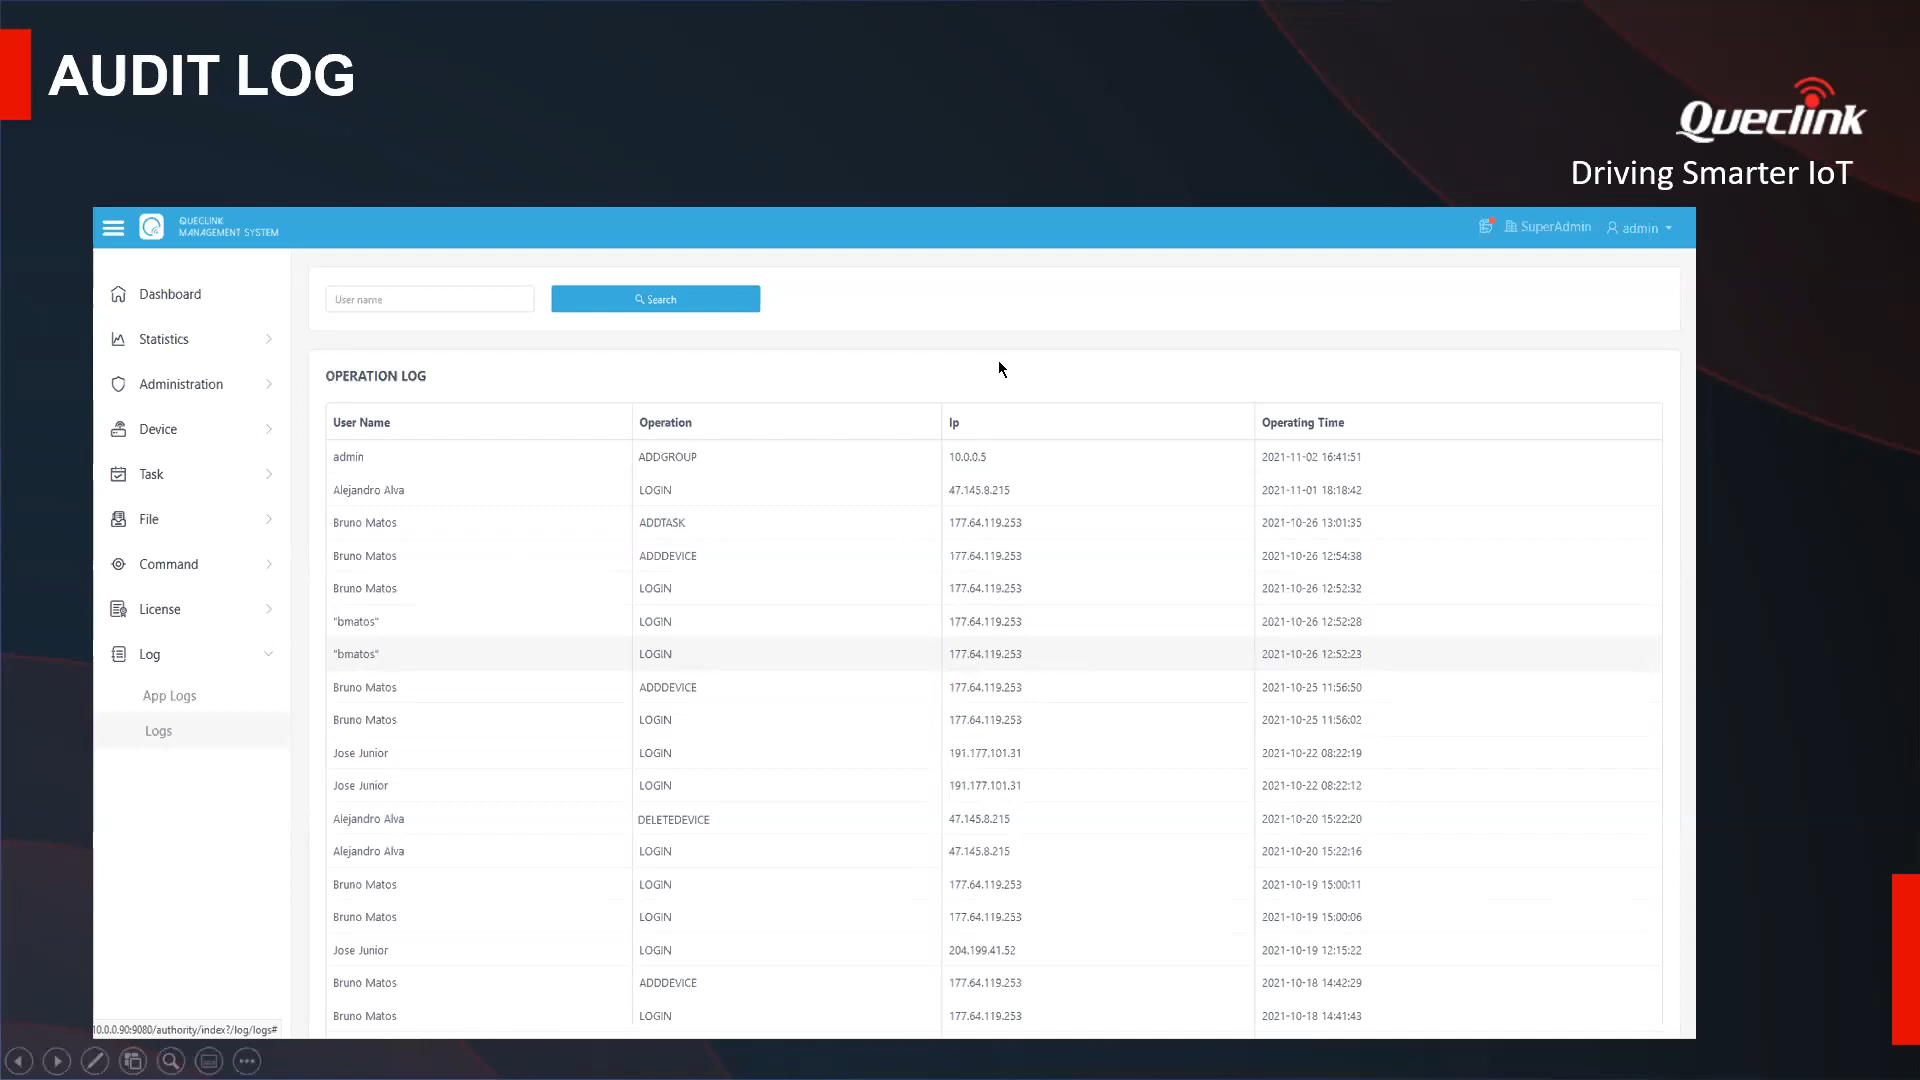 AUDIT LOG
Queclink
Driving Smarter IoT
QUECLINK
MANAGEMENT SYSTEM
SuperAdmin admin
Dashboard
Statistics
Administration
Device
Task
File
Command
License
Log
App Logs
Logs
User name Search
OPERATION LOG
User Name Operation Ip Operating Time
admin ADDGROUP 10.0.0.5 2021-11-02 16:41:51
Alejandro Alva LOGIN 47.145.8.215 2021-11-01 18:18:42
Bruno Matos ADDTASK 177.64.119.253 2021-10-26 13:01:35
Bruno Matos ADDDEVICE 177.64.119.253 2021-10-26 12:54:38
Bruno Matos LOGIN 177.64.119.253 2021-10-26 12:52:32
"bmatos" LOGIN 177.64.119.253 2021-10-26 12:52:28
"bmatos" LOGIN 177.64.119.253 2021-10-26 12:52:23
Bruno Matos ADDDEVICE 177.64.119.253 2021-10-25 11:56:50
Bruno Matos LOGIN 177.64.119.253 2021-10-25 11:56:02
Jose Junior LOGIN 191.177.101.31 2021-10-22 08:22:19
Jose Junior LOGIN 191.177.101.31 2021-10-22 08:22:12
Alejandro Alva DELETEDEVICE 47.145.8.215 2021-10-20 15:22:20
Alejandro Alva LOGIN 47.145.8.215 2021-10-20 15:22:16
Bruno Matos LOGIN 177.64.119.253 2021-10-19 15:00:11
Bruno Matos LOGIN 177.64.119.253 2021-10-19 15:00:06
Jose Junior LOGIN 204.199.41.52 2021-10-19 12:15:22
Bruno Matos ADDDEVICE 177.64.119.253 2021-10-18 14:42:29
Bruno Matos LOGIN 177.64.119.253 2021-10-18 14:41:43
10.0.0.90:9080/authority/index?/log/logs#